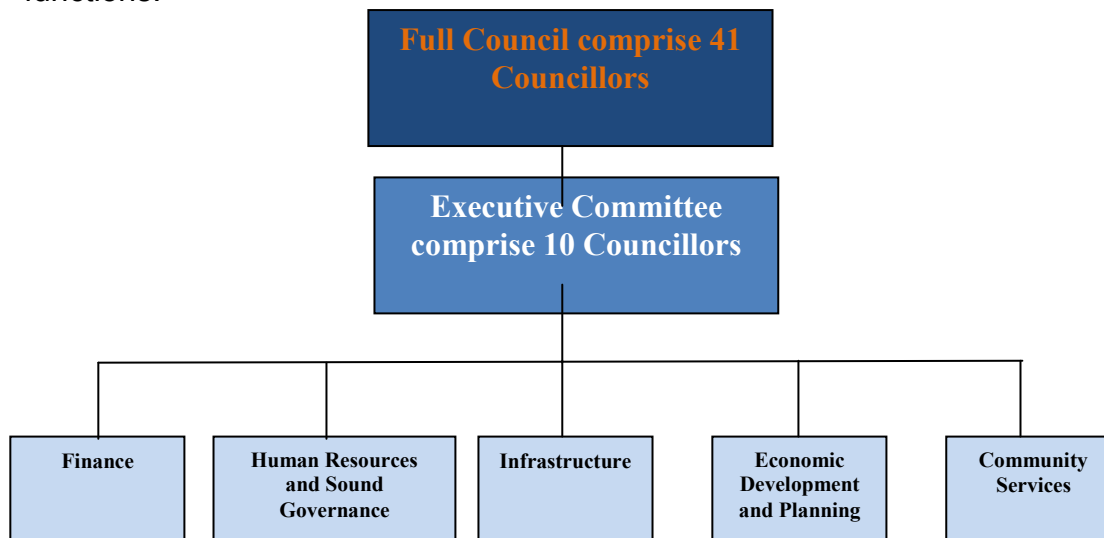 functions.
Full Council comprise 41
Councillors
Executive Committee
comprise 10 Councillors
Finance
Human Resources
and Sound
Governance
Infrastructure
Economic
Development
and Planning
Community
Services